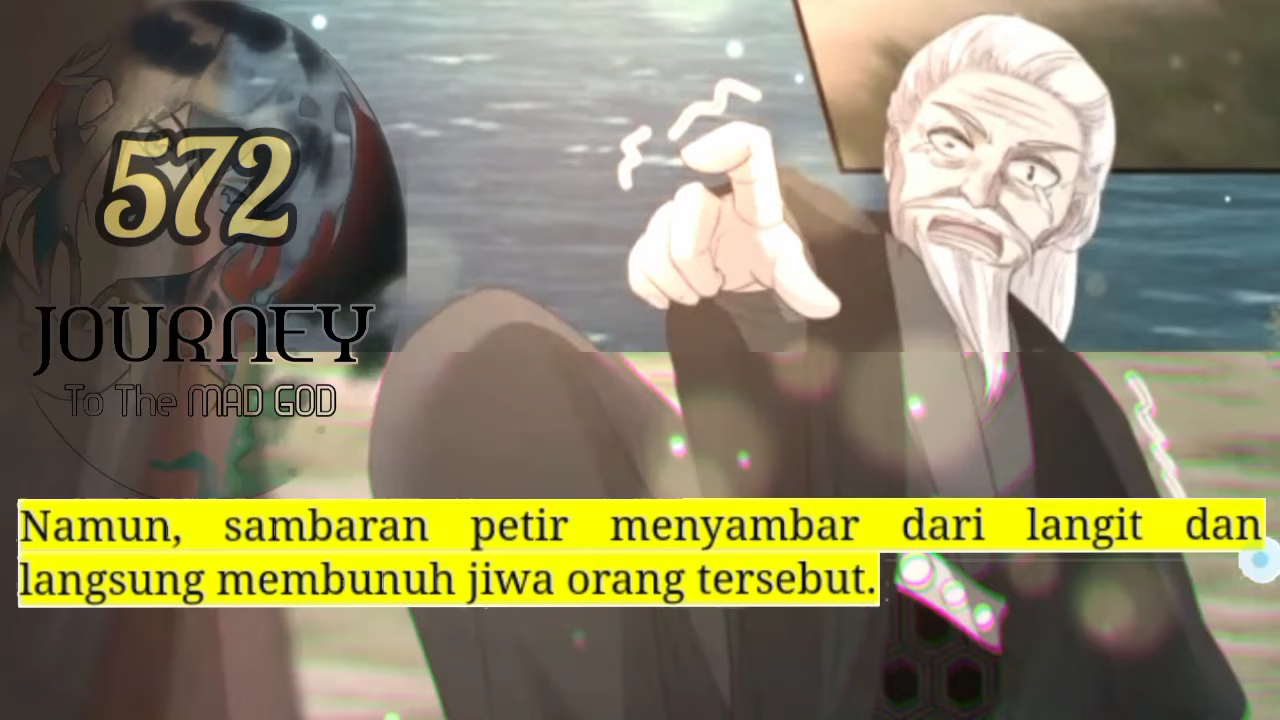 572
JOURNEY
To The MAD GOD
Namun, sambaran petir menyambar dari langit dan
langsung membunuh jiwa orang tersebut.